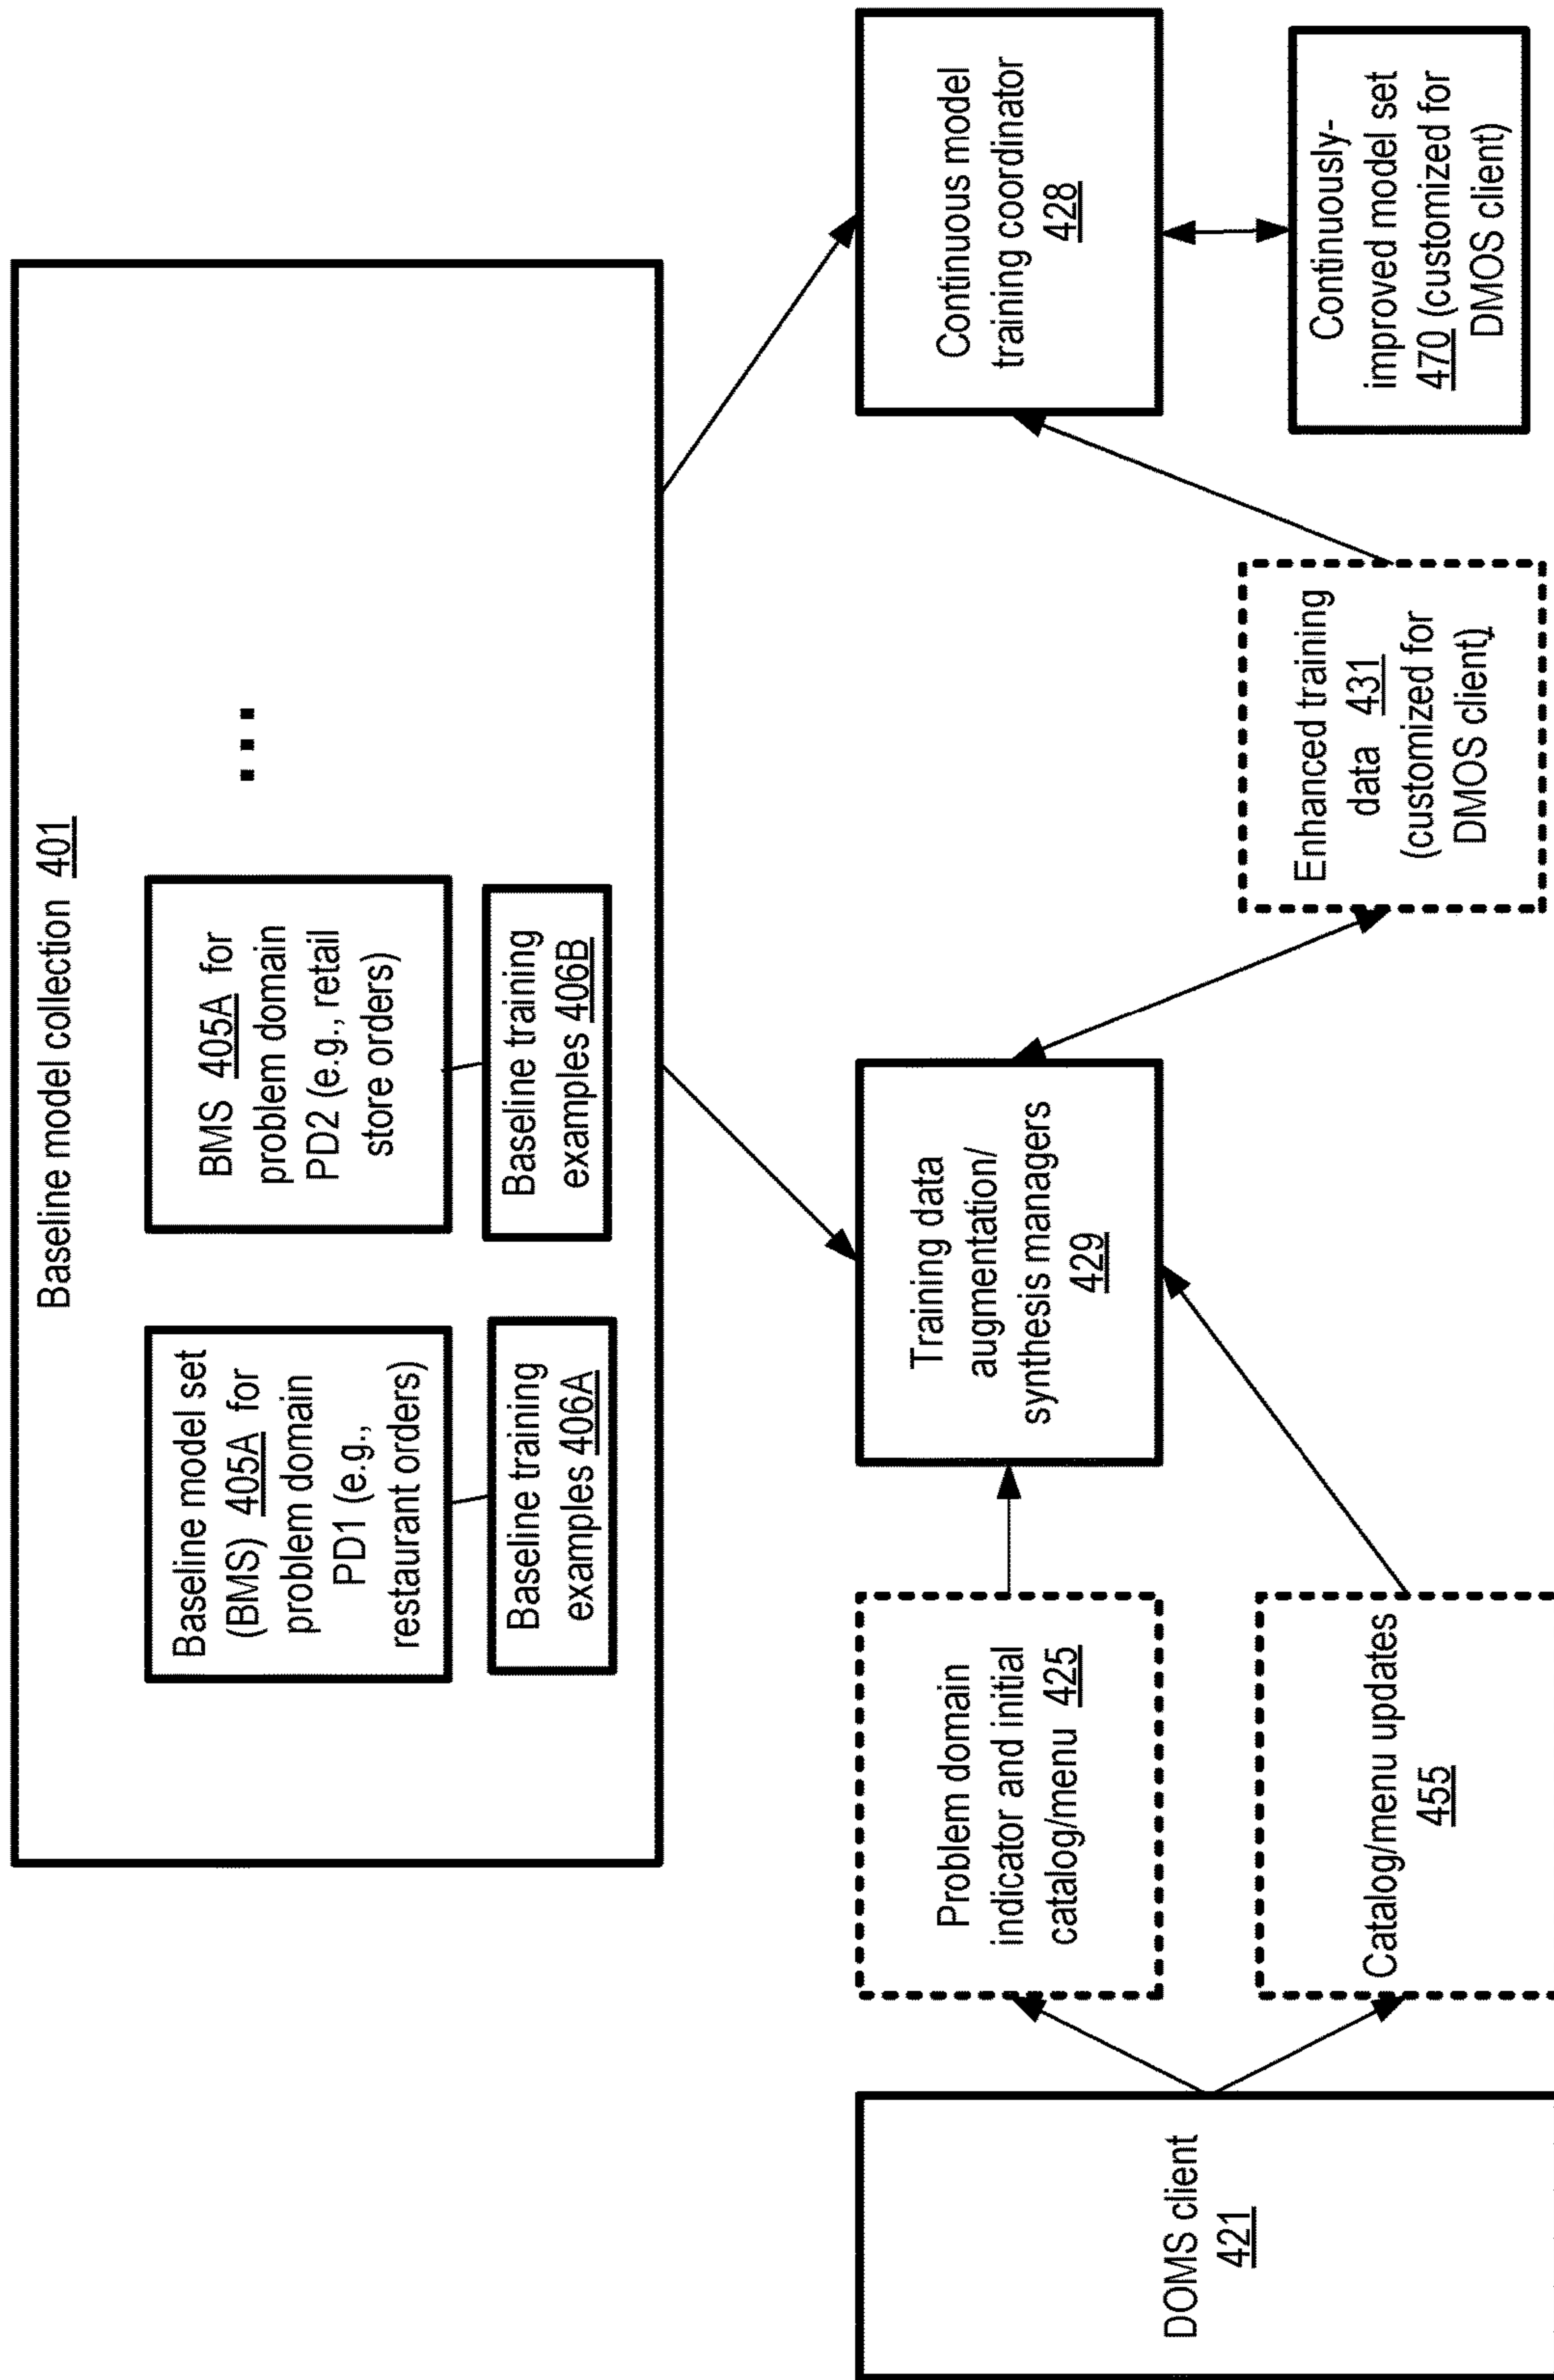 Baseline model collection 401
Baseline model set
(BMS) 405A for
problem domain
PD1 (e.g.,
restaurant orders)
Baseline training
examples 406A
BMS 405A for
problem domain
PD2 (e.g., retail
store orders)
Baseline training
examples 406B
...
DOMS client
421
Problem domain
indicator and initial
catalog/menu 425
Catalog/menu updates
455
Training data
augmentation/
synthesis managers
429
Enhanced training
data 431
(customized for
DMOS client)
Continuous model
training coordinator
428
Continuously-
improved model set
470 (customized for
DMOS client)